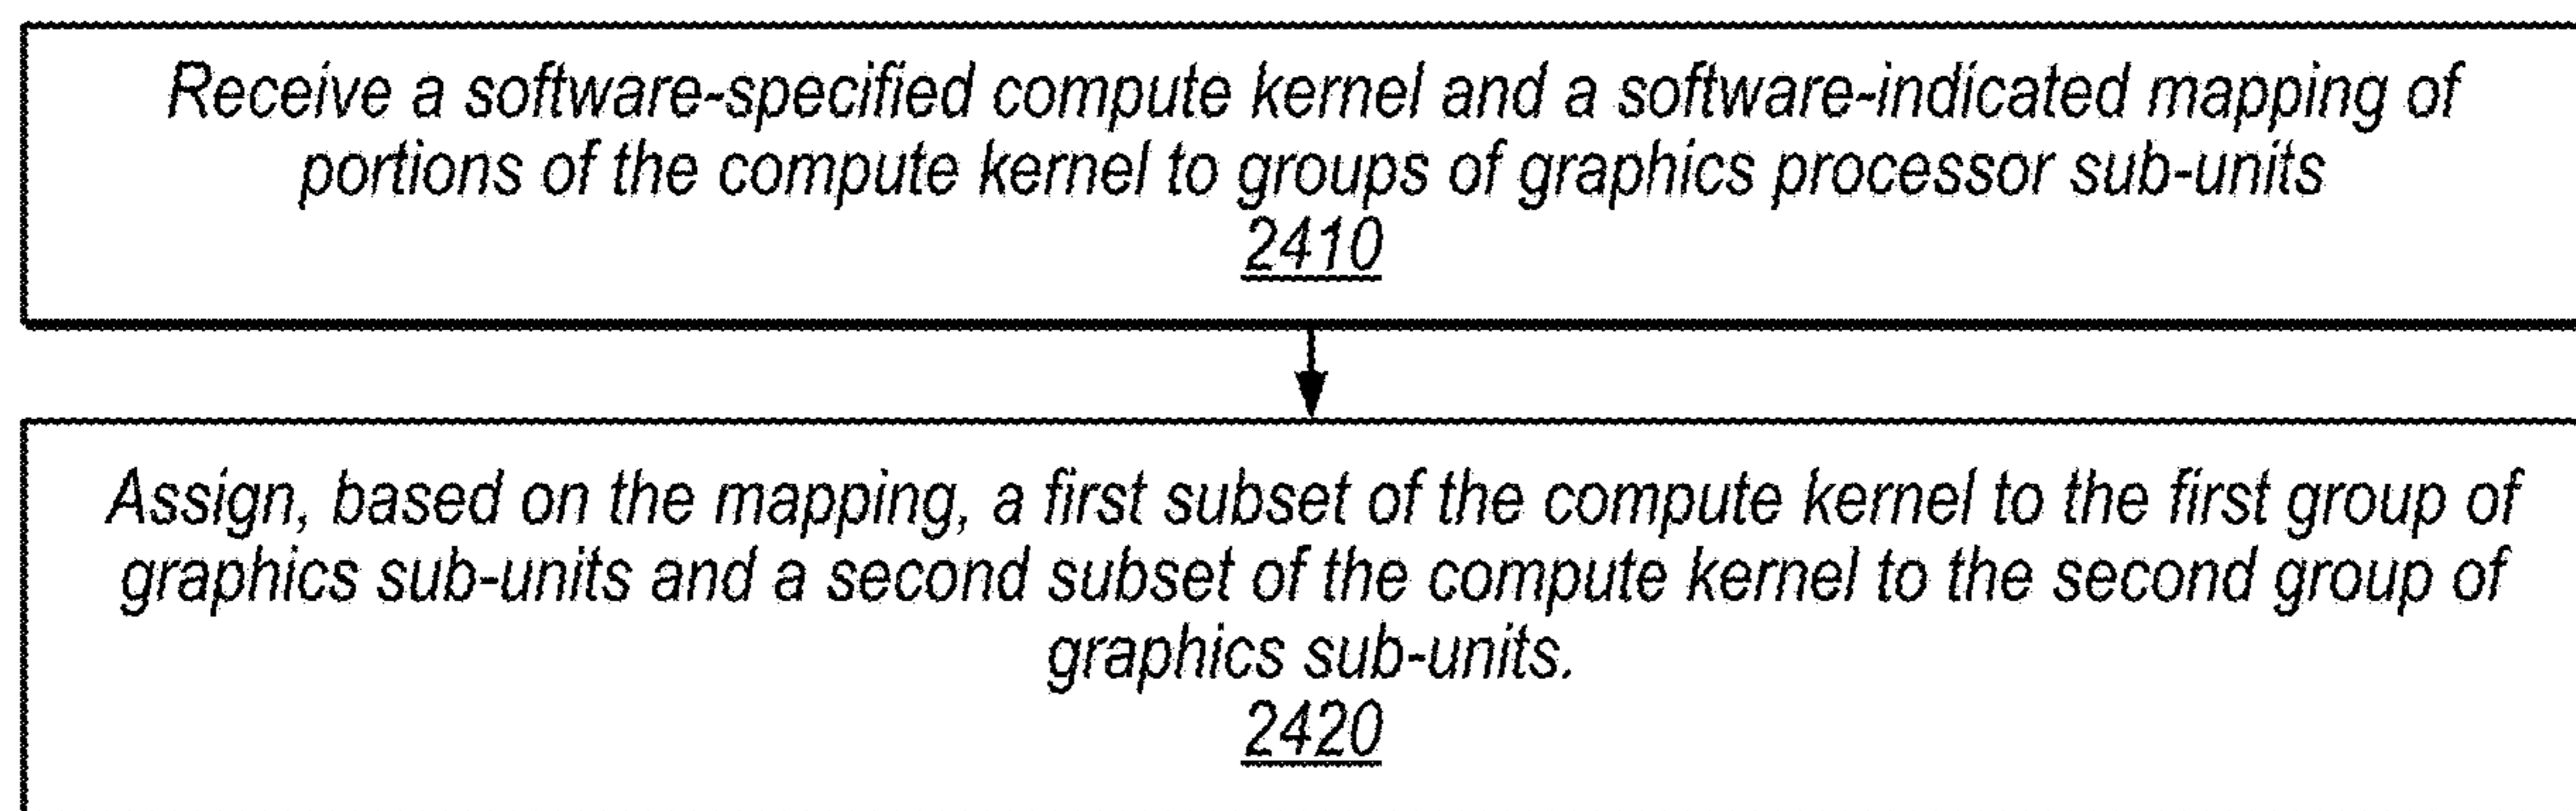 Receive a software-specified compute kernel and a software-indicated mapping of
portions of the compute kernel to groups of graphics processor sub-units
2410
Assign, based on the mapping, a first subset of the compute kernel to the first group of
graphics sub-units and a second subset of the compute kernel to the second group of
graphics sub-units.
2420